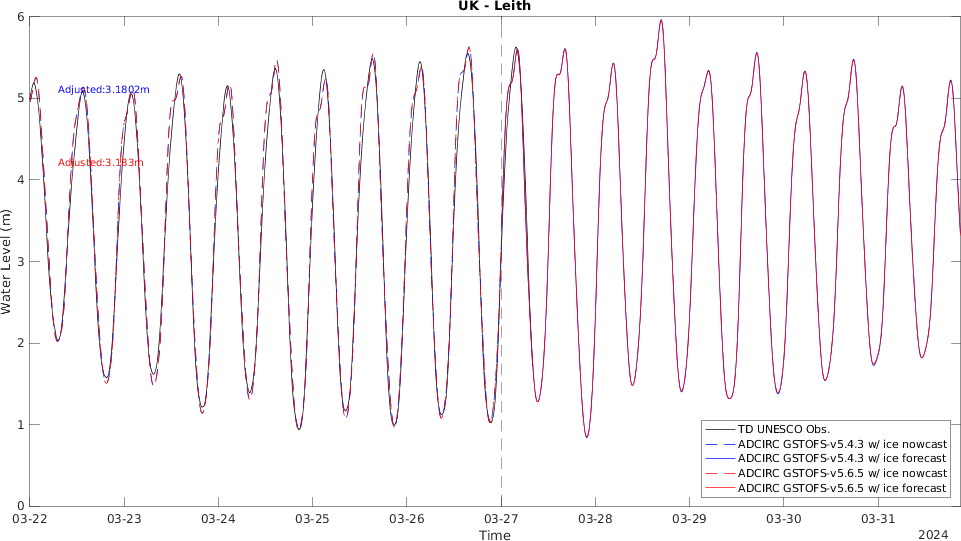 UK - Leith
6
5
4
3
2
1
0
Water Level (m)
Adjusted:3.1802m
Adjusted:3.183m
TD UNESCO Obs.
ADCIRC GSTOFS-v5.4.3 w/ ice nowcast
ADCIRC GSTOFS-v5.4.3 w/ ice forecast
ADCIRC GSTOFS-v5.6.5 w/ ice nowcast
ADCIRC GSTOFS-v5.6.5 w/ ice forecast
03-22 03-23 03-24 03-25 03-26 03-27 03-28 03-29 03-30 03-31
Time
2024